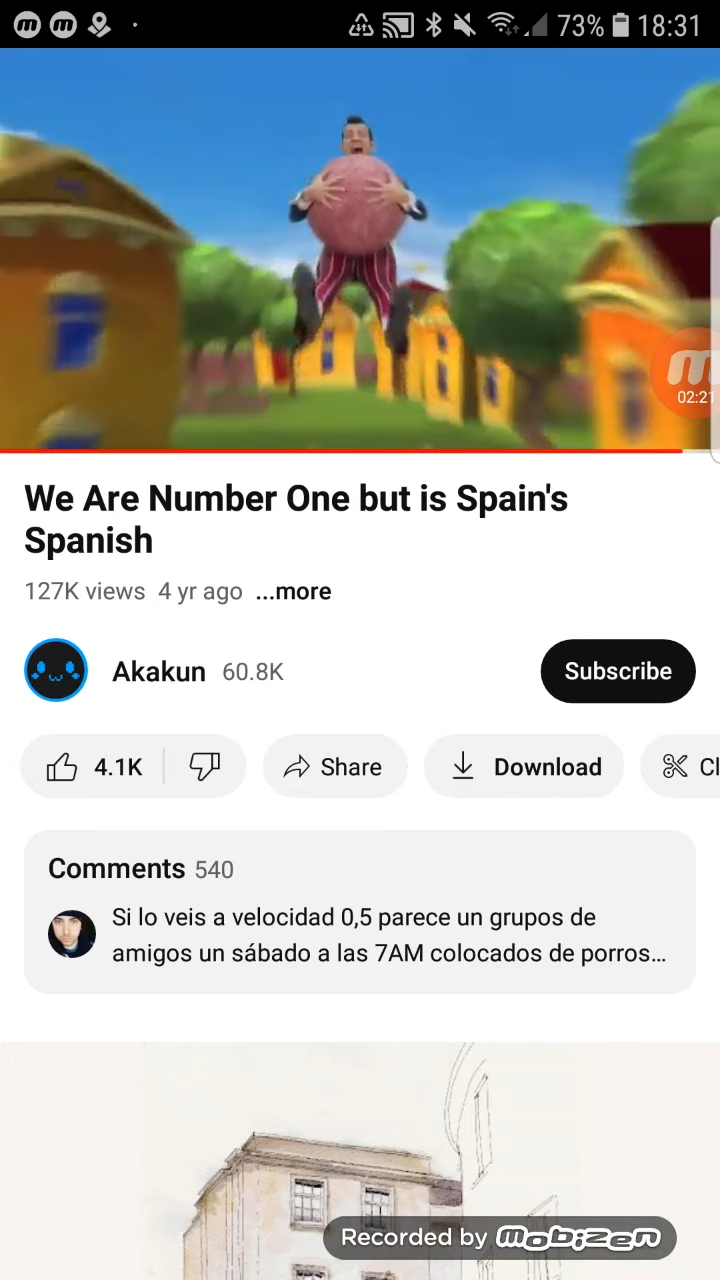 73% 18:31
02:21
We Are Number One but is Spain's
Spanish
127K views 4 yr ago ...more
Akakun 60.8K
Subscribe
4.1K
Share
Download
Cl
Comments 540
Si lo veis a velocidad 0,5 parece un grupos de
amigos un sábado a las 7AM colocados de porros...
Recorded by mobizen